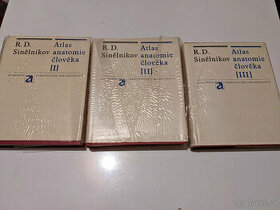 R. D.
Sinělnikov
Atlas
anatomie
člověka
[I]
a
R. D.
Sinělnikov
Atlas
anatomie
člověka
[II]
a
R. D.
Sinělnikov
Atlas
anatomie
člověka
[III]
a